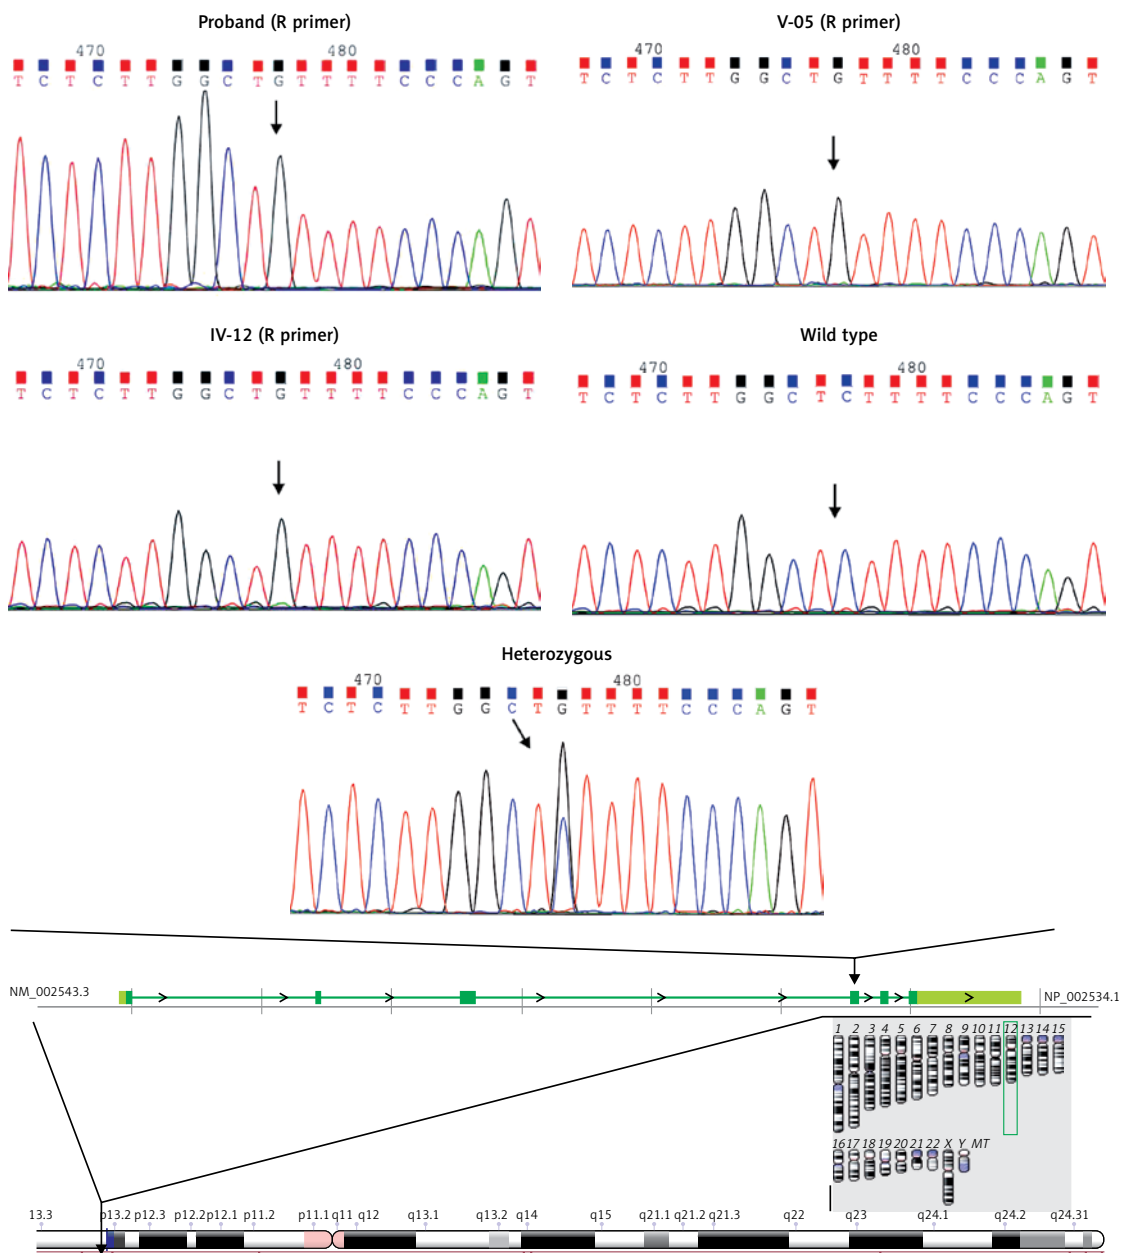 Proband (R primer)
470 480
T C T C T T G G C T G T T T T C C C A G T
V-05 (R primer)
470 480
T C T C T T G G C T G T T T T C C C A G T
IV-12 (R primer)
470 480
T C T C T T G G C T G T T T T C C C A G T
Wild type
470 480
T C T C T T G G C T C T T T T C C C A G T
Heterozygous
470 480
T C T C T T G G C T G T T T T C C C A G T
NM_002543.3 NP_002534.1
1 2 3 4 5 6 7 8 9 10 11 12 13 14 15
16 17 18 19 20 21 22 X Y MT
13.3 p13.2 p12.3 p12.2 p12.1 p11.2 p11.1 q11 q12 q13.1 q13.2 q14 q15 q21.1 q21.2 q21.3 q22 q23 q24.1 q24.2 q24.31